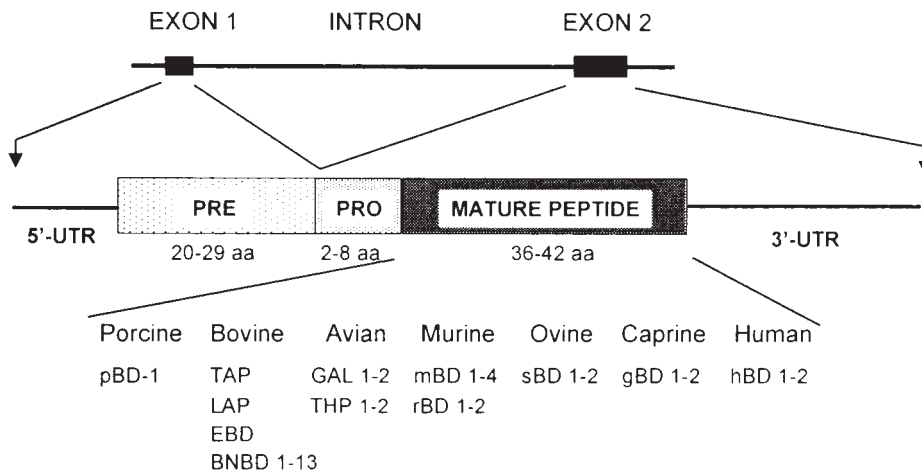 EXON 1 INTRON EXON 2
PRE PRO MATURE PEPTIDE
5'-UTR 3'-UTR
20-29 aa 2-8 aa 36-42 aa
Porcine Bovine Avian Murine Ovine Caprine Human
pBD-1 TAP GAL 1-2 mBD 1-4 sBD 1-2 gBD 1-2 hBD 1-2
LAP THP 1-2 rBD 1-2
EBD
BNBD 1-13